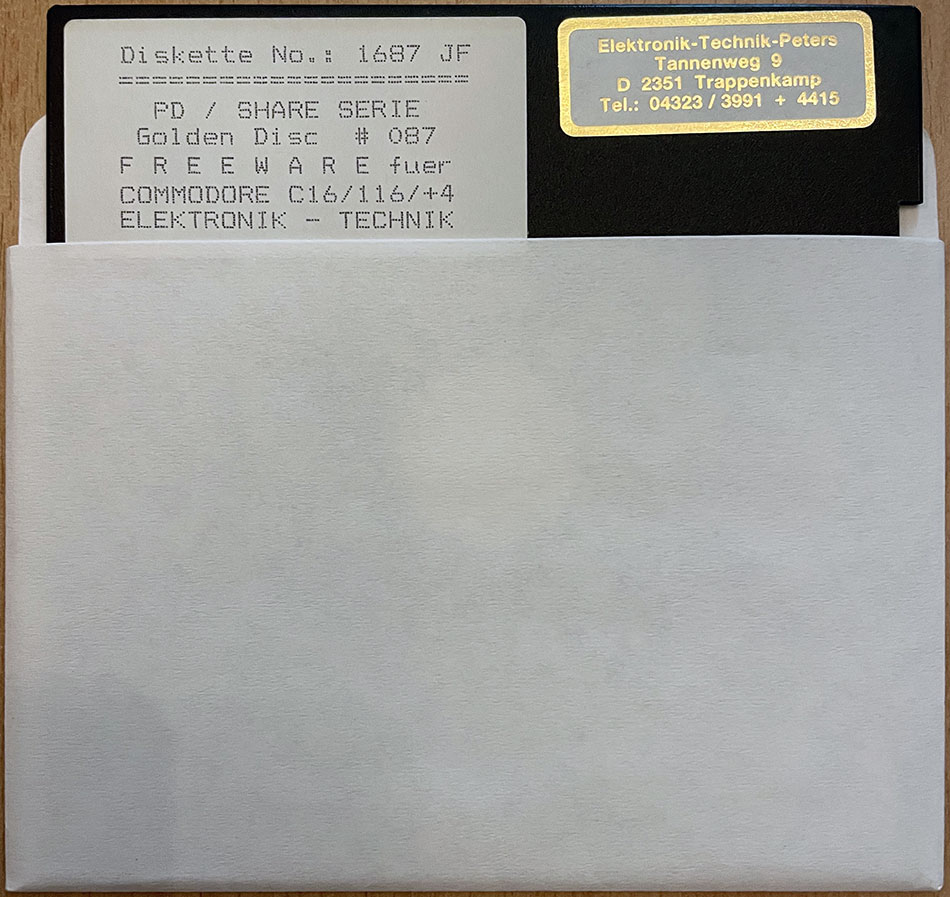 Diskette No.: 1687 JF
=====================
PD / SHARE SERIE
Golden Disc # 087
F R E E W A R E fuer
COMMODORE C16/116/+4
ELEKTRONIK - TECHNIK
Elektronik-Technik-Peters
Tannenweg 9
D 2351 Trappenkamp
Tel.: 04323 / 3991 + 4415